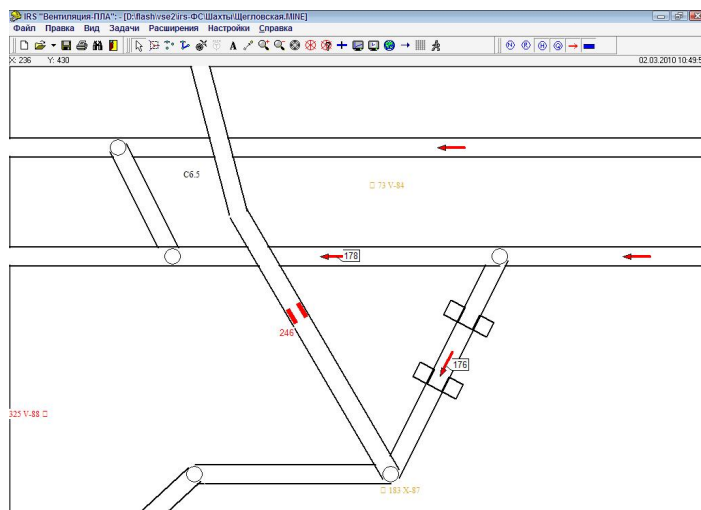 IRS "Вентиляция-ПЛА": - [D:\flash\vse2\irs-ФС\Шахты\Щегловская.MINE]
Файл Правка Вид Задачи Расширения Настройки Справка
X: 236 Y: 430
02.03.2010 10:49:5
С6.5
73 V-84
178
246
176
325 V-88
183 X-87